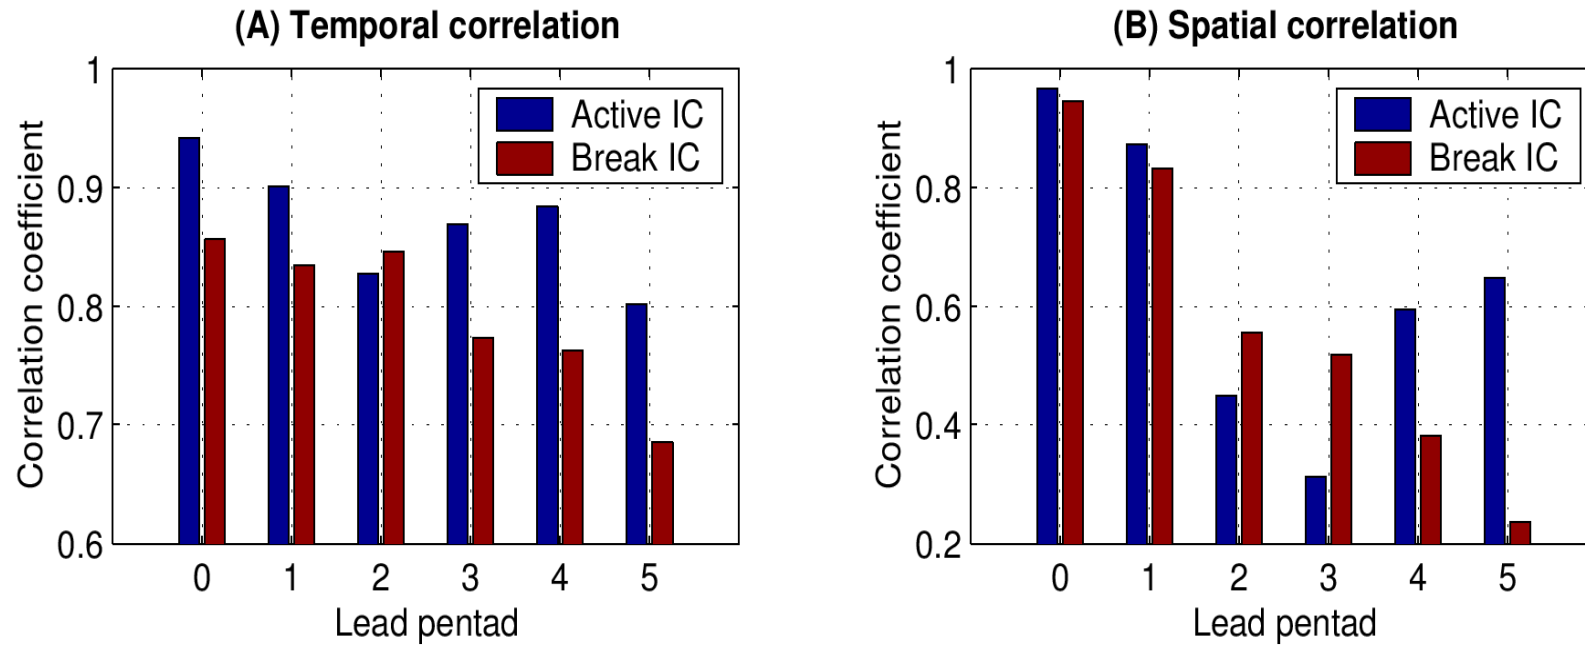 (A) Temporal correlation
Correlation coefficient
1
0.9
0.8
0.7
0.6
Active IC
Break IC
0 1 2 3 4 5
Lead pentad
(B) Spatial correlation
Correlation coefficient
1
0.8
0.6
0.4
0.2
Active IC
Break IC
0 1 2 3 4 5
Lead pentad